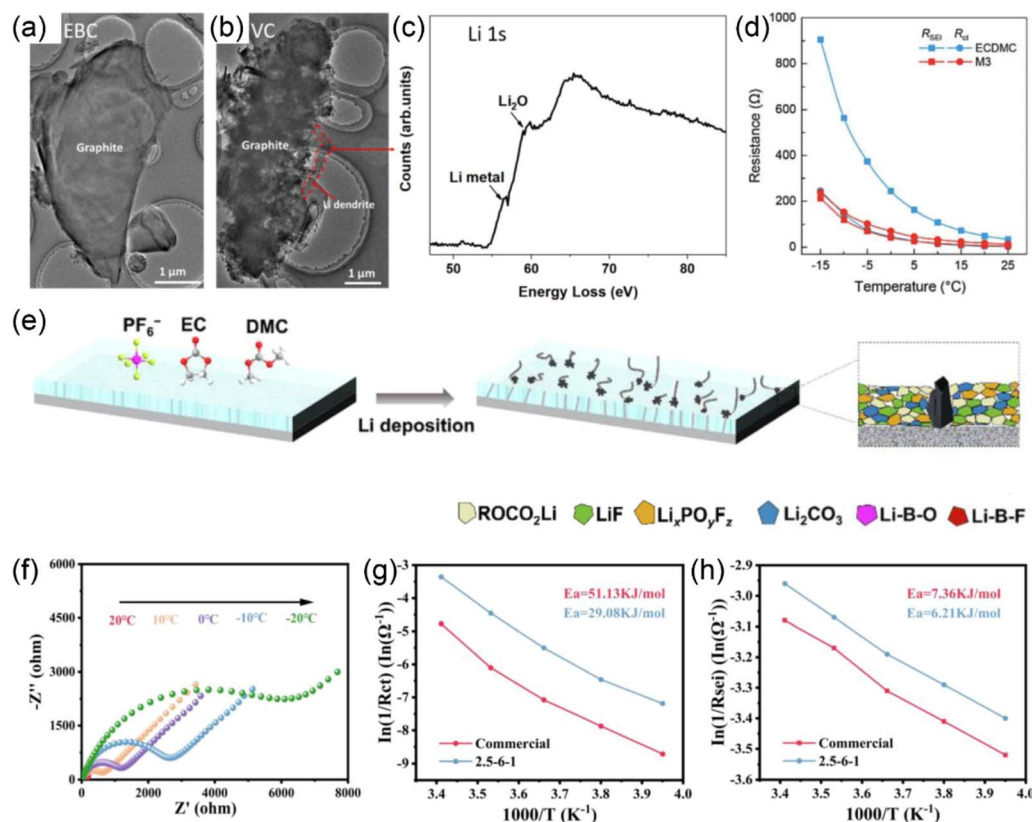 (a) EBC
Graphite
1 μm
(b) VC
Graphite
Li dendrite
1 μm
(c)
Li 1s
Li2O
Li metal
Counts (arb.units)
50 60 70 80
Energy Loss (eV)
(d)
RSEI Rct
ECDMC
M3
Resistance (Ω)
1000
800
600
400
200
0
-15 -5 5 15 25
Temperature (°C)
(e)
PF6− EC DMC
Li deposition
ROCO2Li LiF LixPOyFz Li2CO3 Li-B-O Li-B-F
(f)
-Z'' (ohm)
6000
4500
3000
1500
0
20°C 10°C 0°C -10°C -20°C
0 2000 4000 6000 8000
Z' (ohm)
(g)
ln(1/Rct) (ln(Ω-1))
-3
-4
-5
-6
-7
-8
-9
Ea=51.13KJ/mol
Ea=29.08KJ/mol
Commercial
2.5-6-1
3.4 3.5 3.6 3.7 3.8 3.9 4.0
1000/T (K-1)
(h)
ln(1/Rsei) (ln(Ω-1))
-2.9
-3.0
-3.1
-3.2
-3.3
-3.4
-3.5
-3.6
Ea=7.36KJ/mol
Ea=6.21KJ/mol
Commercial
2.5-6-1
3.4 3.5 3.6 3.7 3.8 3.9 4.0
1000/T (K-1)